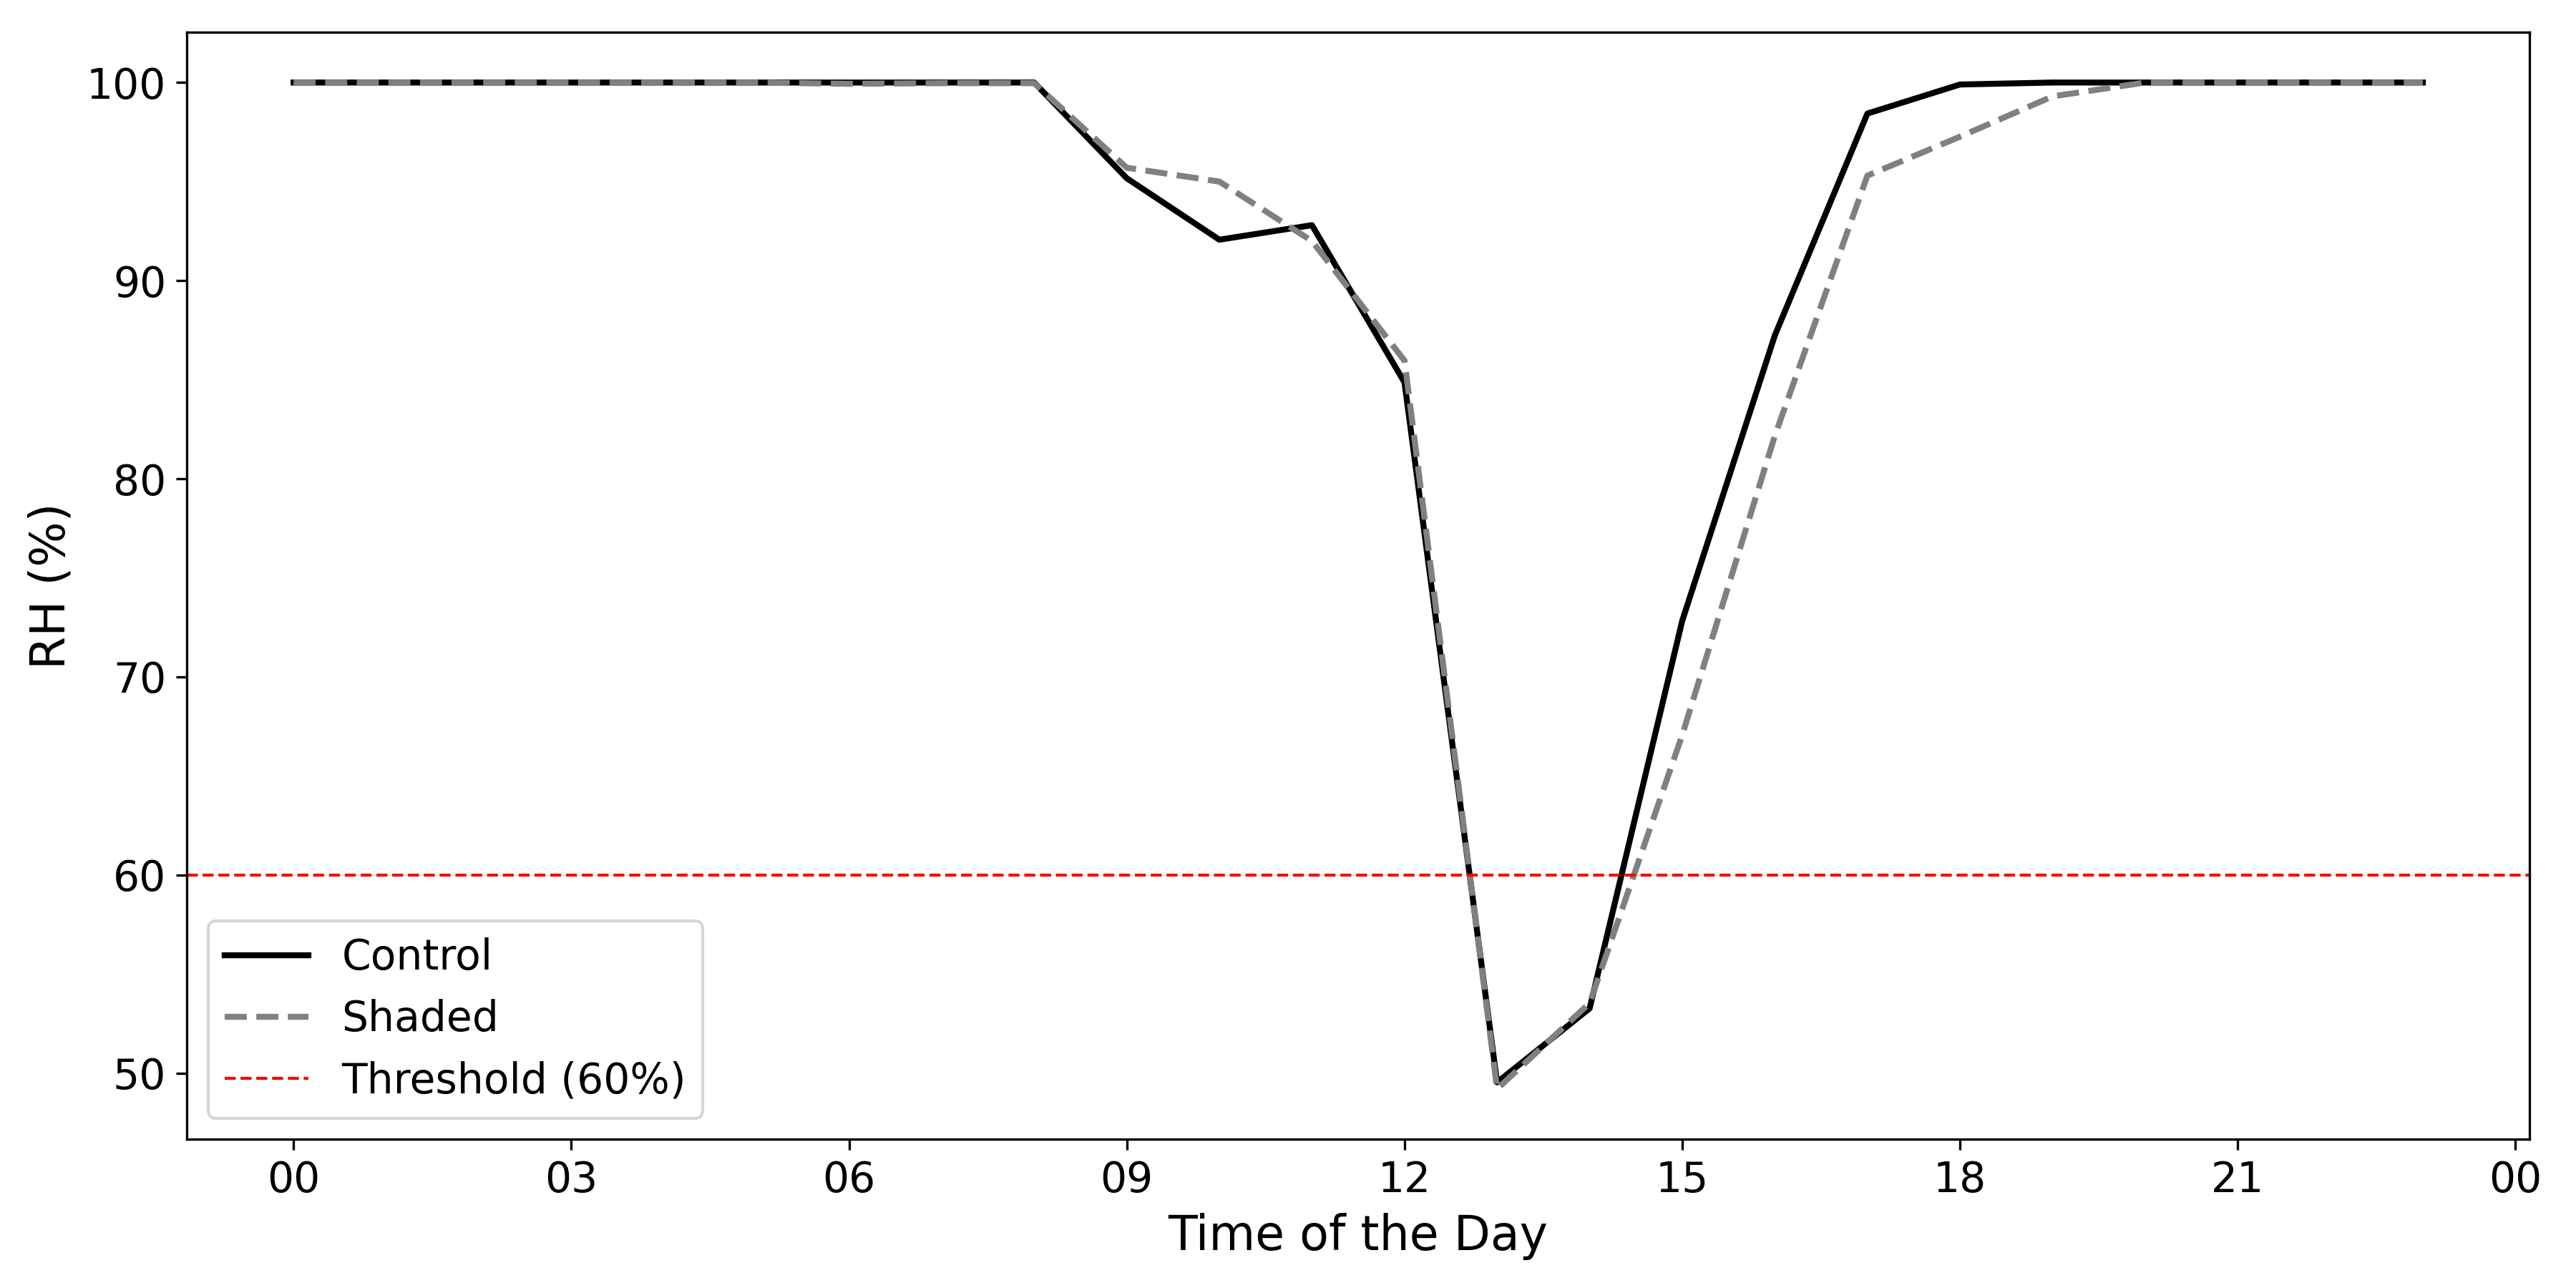 100
90
80
70
60
50
RH (%)
Control
Shaded
Threshold (60%)
00 03 06 09 12 15 18 21 00
Time of the Day